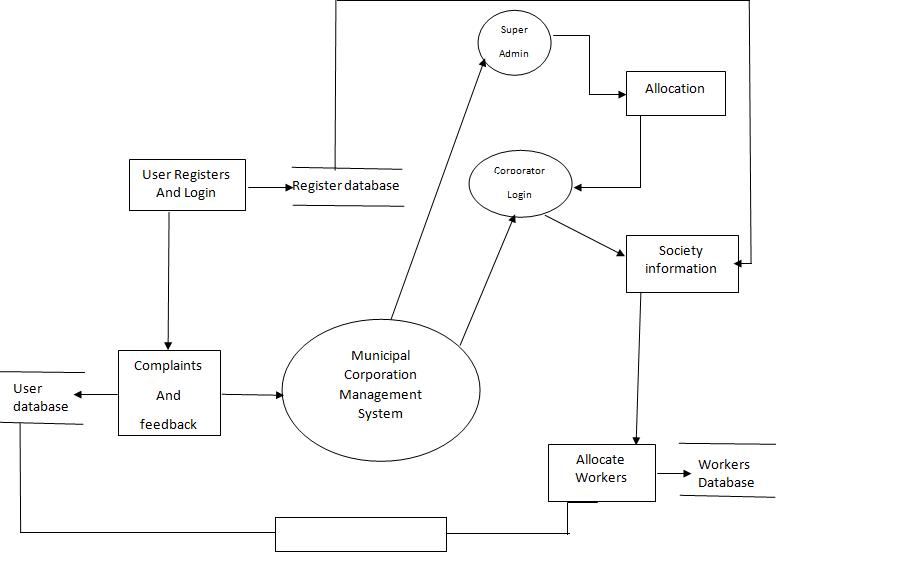 Super
Admin
Allocation
User Registers
And Login
Register database
Corporator
Login
Society
information
Municipal
Corporation
Management
System
Complaints
And
feedback
User
database
Allocate
Workers
Workers
Database